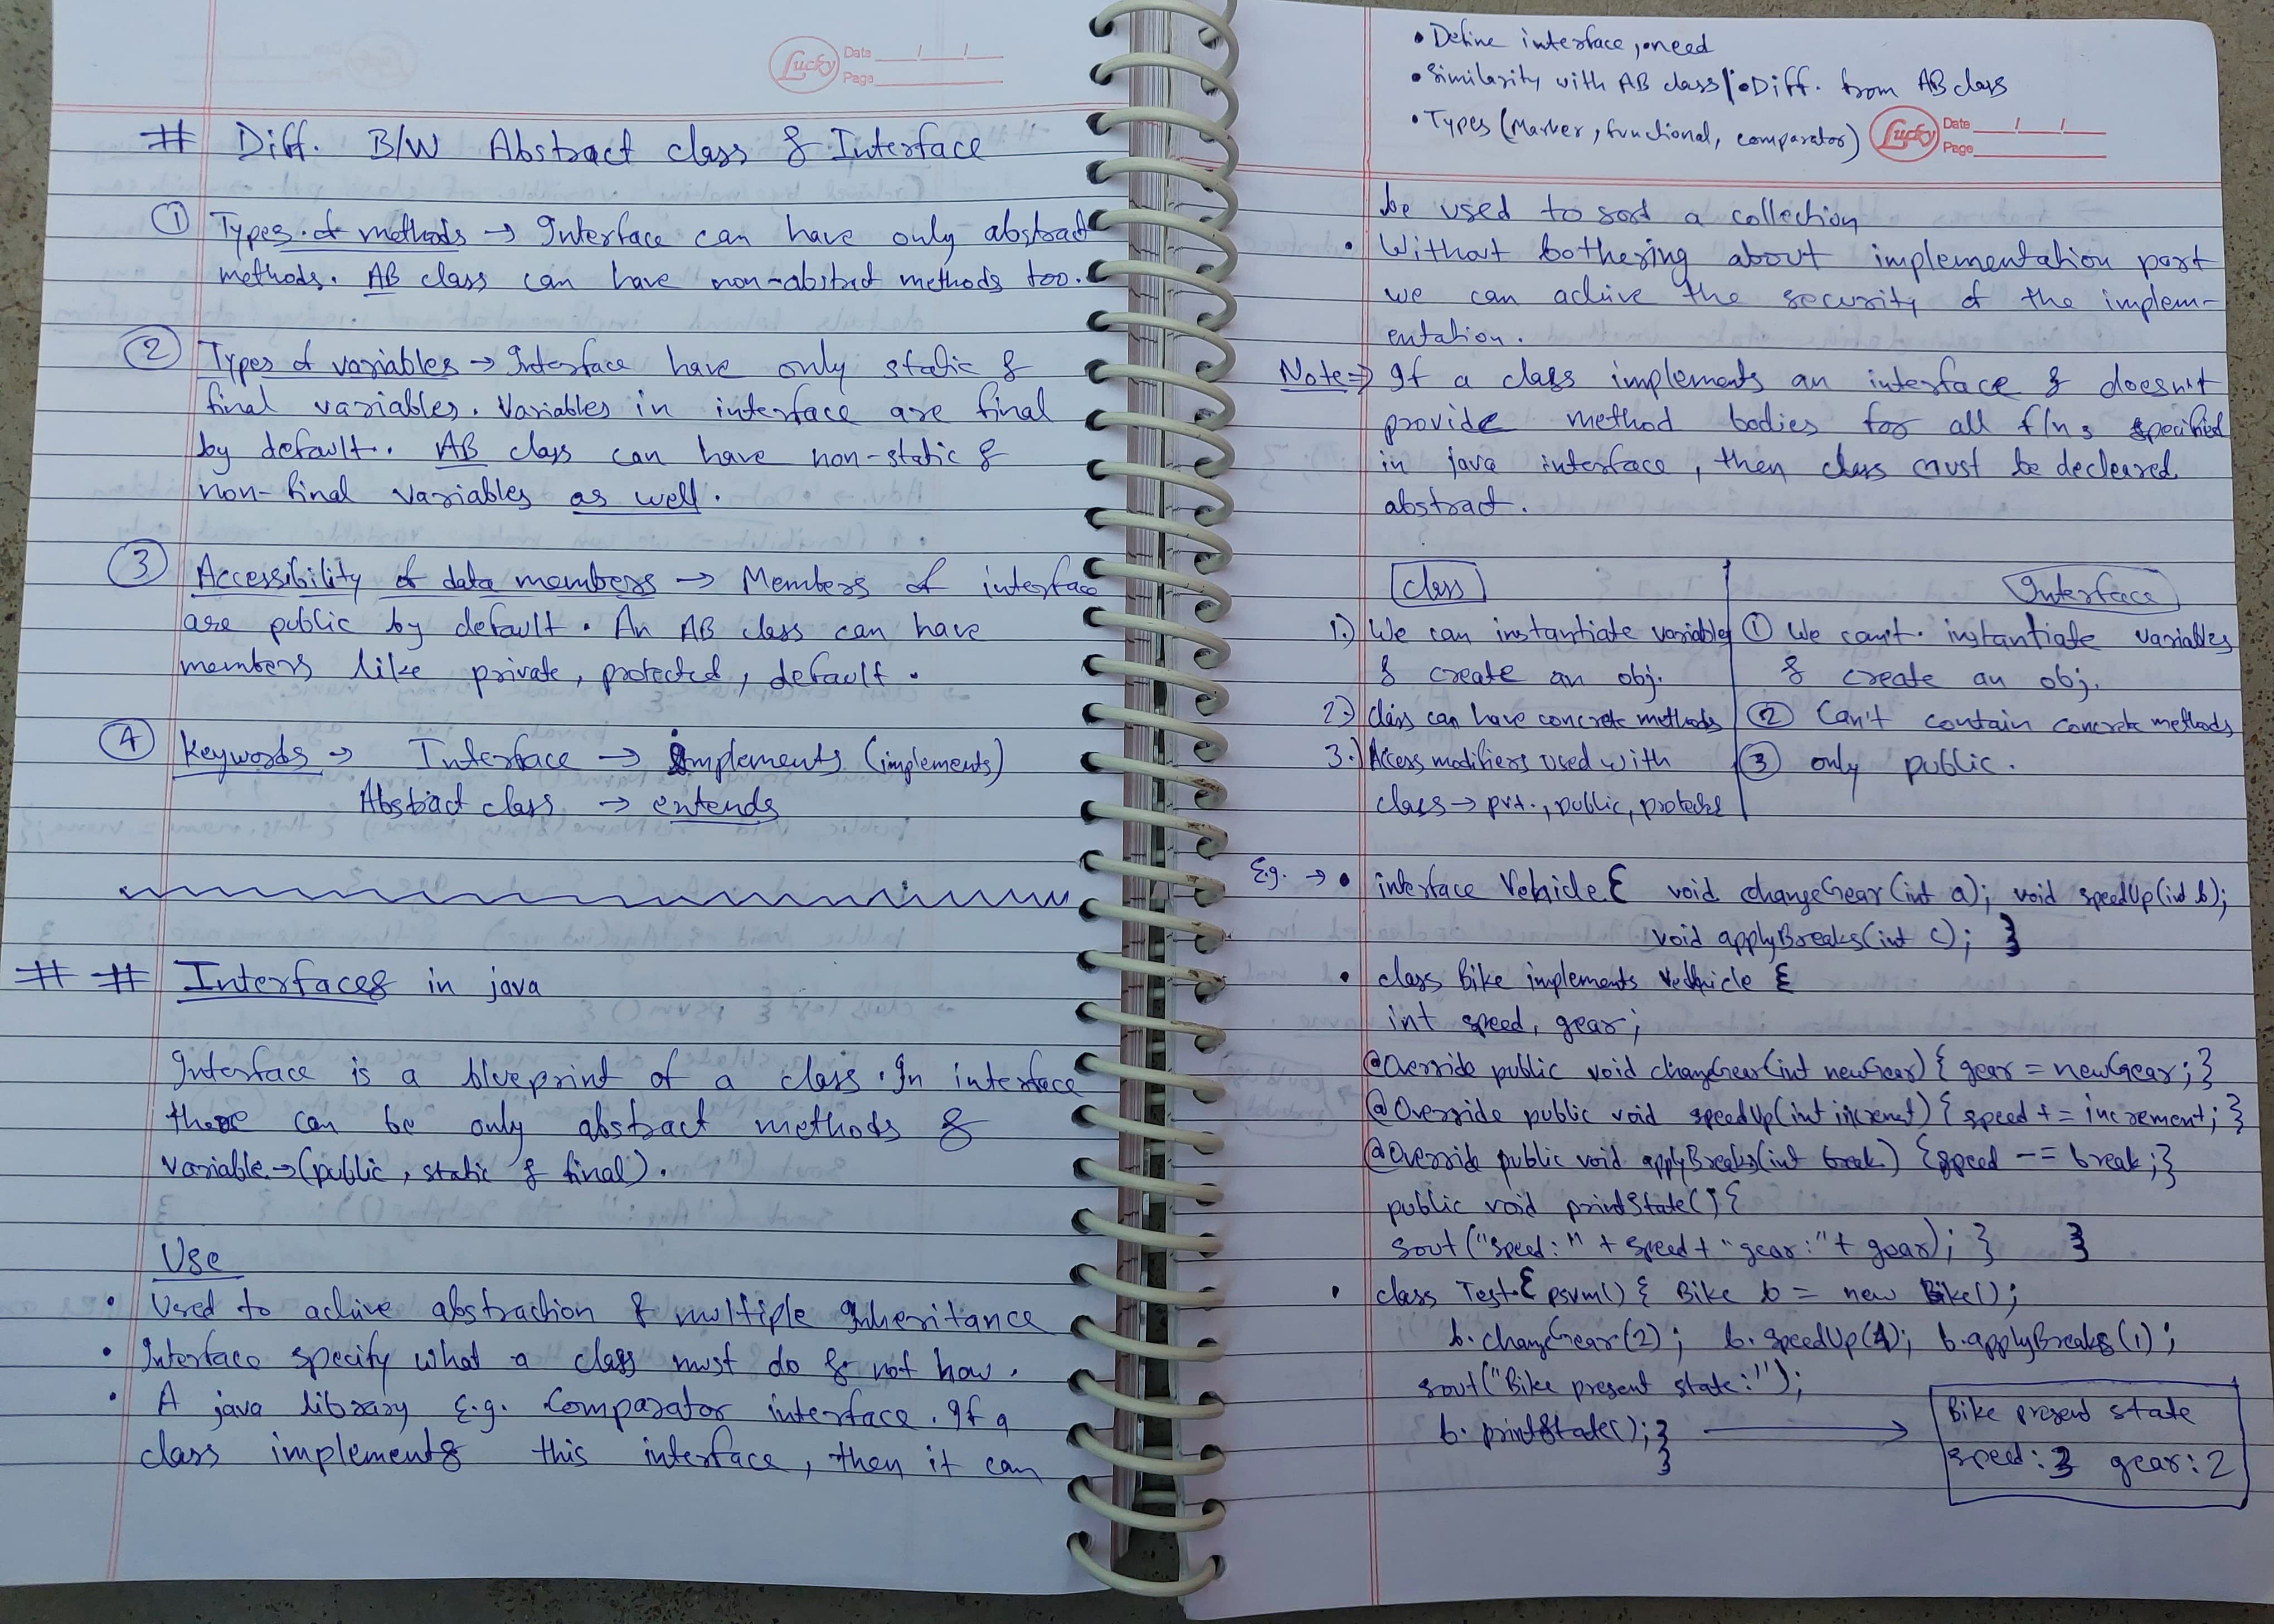 Lucky Date / /
Page
# Diff. B/W Abstract class & Interface
① Types of methods → Interface can have only abstract
methods. AB class can have non-abstract methods too.
② Types of variables → Interface have only static &
final variables. Variables in interface are final
by default. AB class can have non-static &
non-final variables as well.
③ Accessibility of data members → Members of interface
are public by default. An AB class can have
members like private, protected, default.
④ Keywords → Interface → implements (implements)
Abstract class → extends
# # Interfaces in java
Interface is a blueprint of a class. In interface
there can be only abstract methods &
variable → (public, static & final).
Use
• Used to achive abstraction & multiple Inheritance
• Interface specify what a class must do & not how.
• A java library E.g. Comparator interface. If a
class implements this interface, then it can
• Define interface, • need
• Similarity with AB class / • Diff. from AB class
• Types (Marker, functional, comparator)
Lucky Date / /
Page
be used to sort a collection
• Without bothering about implementation part
we can achive the security of the implem-
entation.
Note ⇒ If a class implements an interface & doesn't
provide method bodies for all f/ns specified
in java interface, then class must be decleared
abstract.
class Interface
1.) We can instantiate variables ① We can't instantiate variables
& create an obj. & create an obj.
2.) class can have concrete methods ② Can't contain concrete methods
3.) Access modifiers used with ③ only public.
class → pvt., public, protected
Eg. → • interface Vehicle { void changeGear(int a); void speedUp(int b);
void applyBreaks(int c); }
• class Bike implements Vehicle {
int speed, gear;
@Override public void changeGear(int newGear) { gear = newGear; }
@Override public void speedUp(int incremet) { speed += increment; }
@Override public void applyBreaks(int break) { speed -= break; }
public void printState() {
sout ("speed:" + speed + "gear:" + gear); } }
• class Test { psvm() { Bike b = new Bike();
b.changeGear(2); b.speedUp(4); b.applyBreaks(1);
sout("Bike present state:");
b.printState(); } → Bike present state
} speed: 3 gear: 2